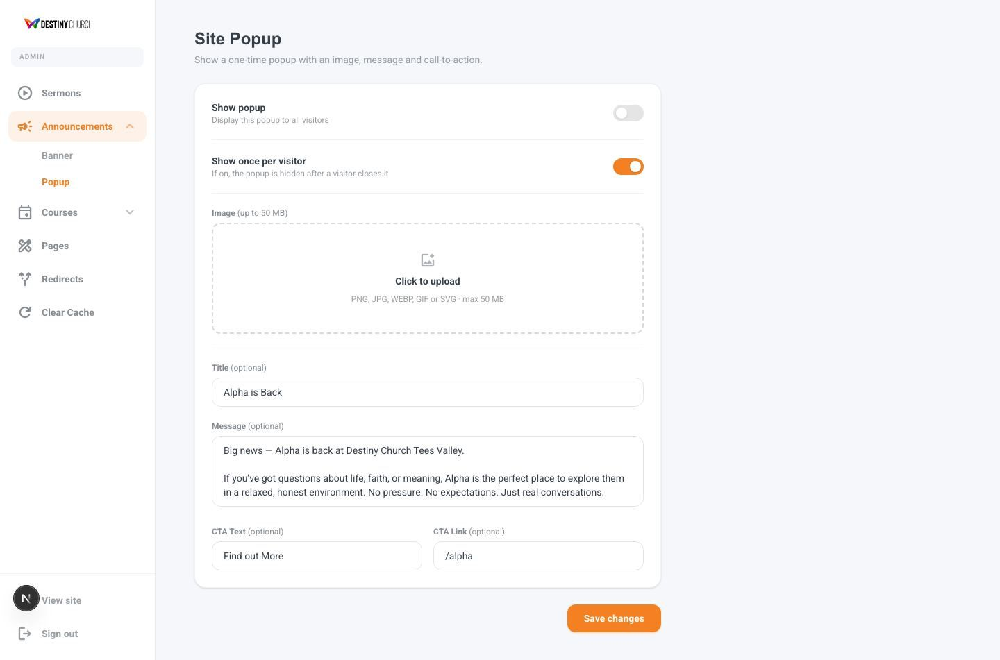 DESTINY CHURCH
ADMIN
Sermons
Announcements
Banner
Popup
Courses
Pages
Redirects
Clear Cache
N
View site
Sign out
Site Popup
Show a one-time popup with an image, message and call-to-action.
Show popup
Display this popup to all visitors
Show once per visitor
If on, the popup is hidden after a visitor closes it
Image (up to 50 MB)
Click to upload
PNG, JPG, WEBP, GIF or SVG · max 50 MB
Title (optional)
Alpha is Back
Message (optional)
Big news — Alpha is back at Destiny Church Tees Valley.
If you’ve got questions about life, faith, or meaning, Alpha is the perfect place to explore them
in a relaxed, honest environment. No pressure. No expectations. Just real conversations.
CTA Text (optional)
Find out More
CTA Link (optional)
/alpha
Save changes